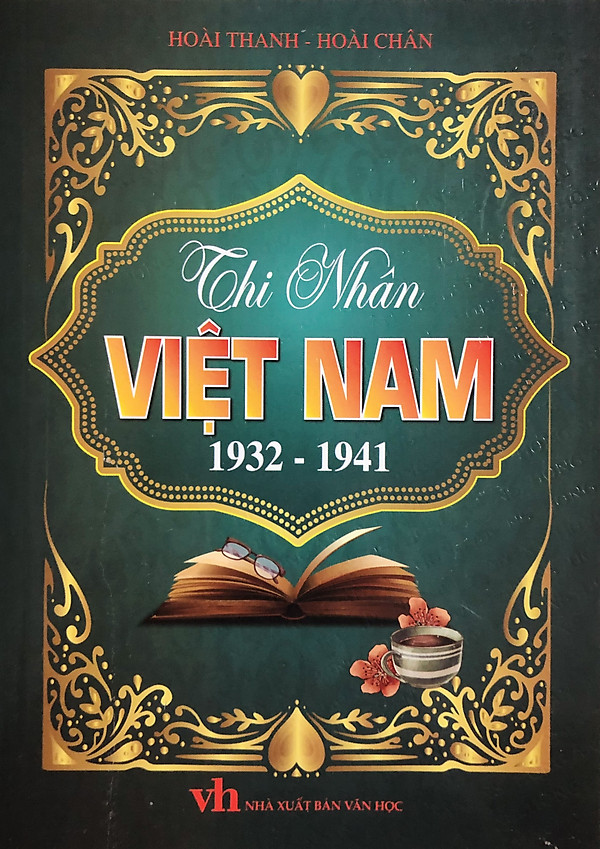 HOÀI THANH - HOÀI CHÂN
Thi Nhân
VIỆT NAM
1932 - 1941
vh NHÀ XUẤT BẢN VĂN HỌC